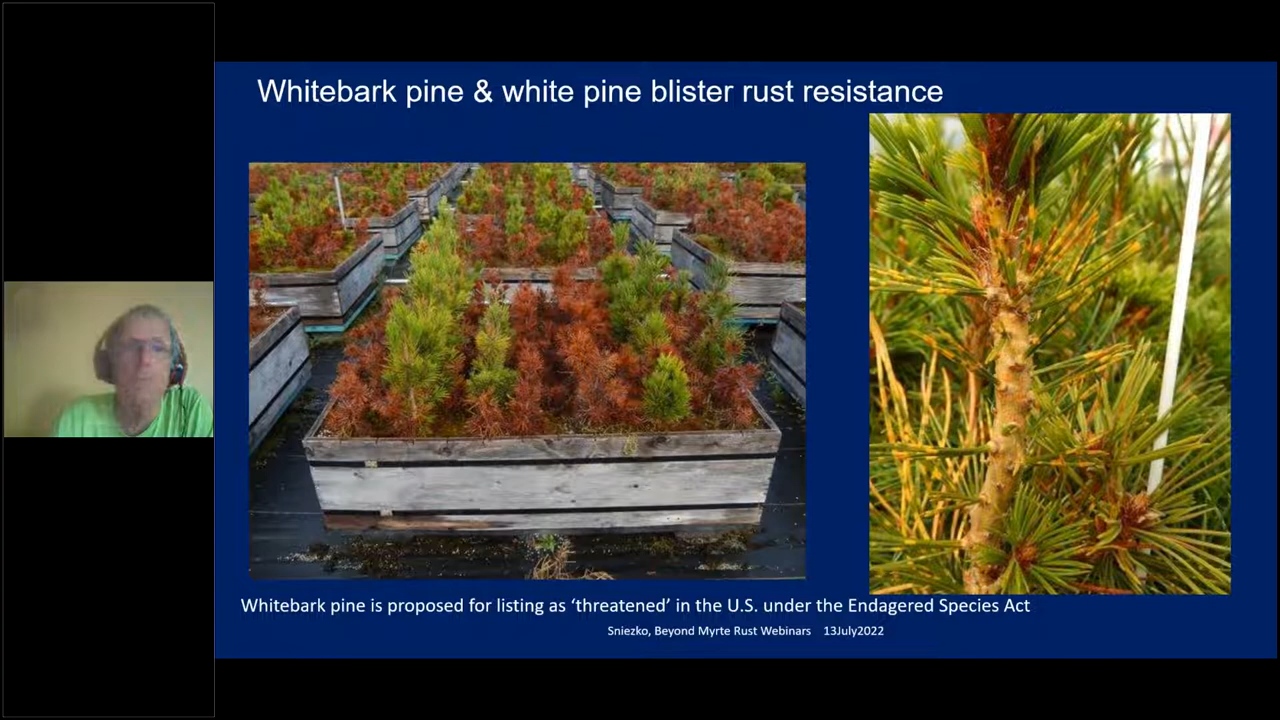 Whitebark pine & white pine blister rust resistance
Whitebark pine is proposed for listing as ‘threatened’ in the U.S. under the Endagered Species Act
Sniezko, Beyond Myrte Rust Webinars 13July2022